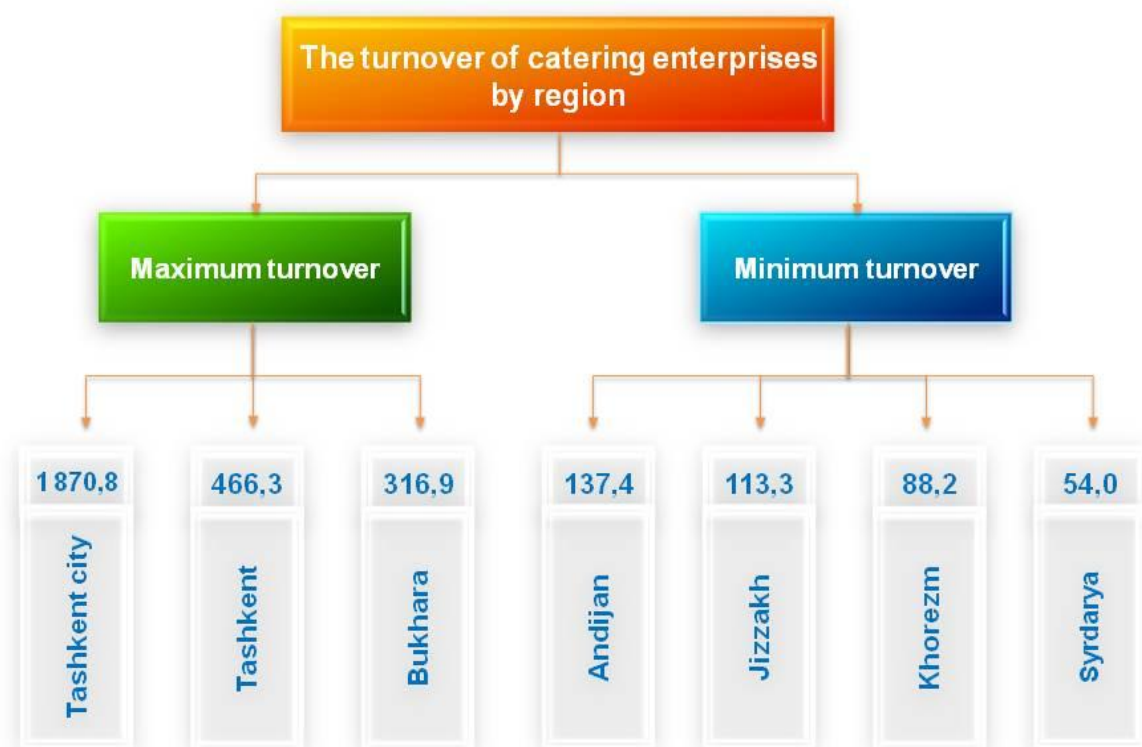 The turnover of catering enterprises
by region
Maximum turnover
Minimum turnover
1 870,8
466,3
316,9
137,4
113,3
88,2
54,0
Tashkent city
Tashkent
Bukhara
Andijan
Jizzakh
Khorezm
Syrdarya